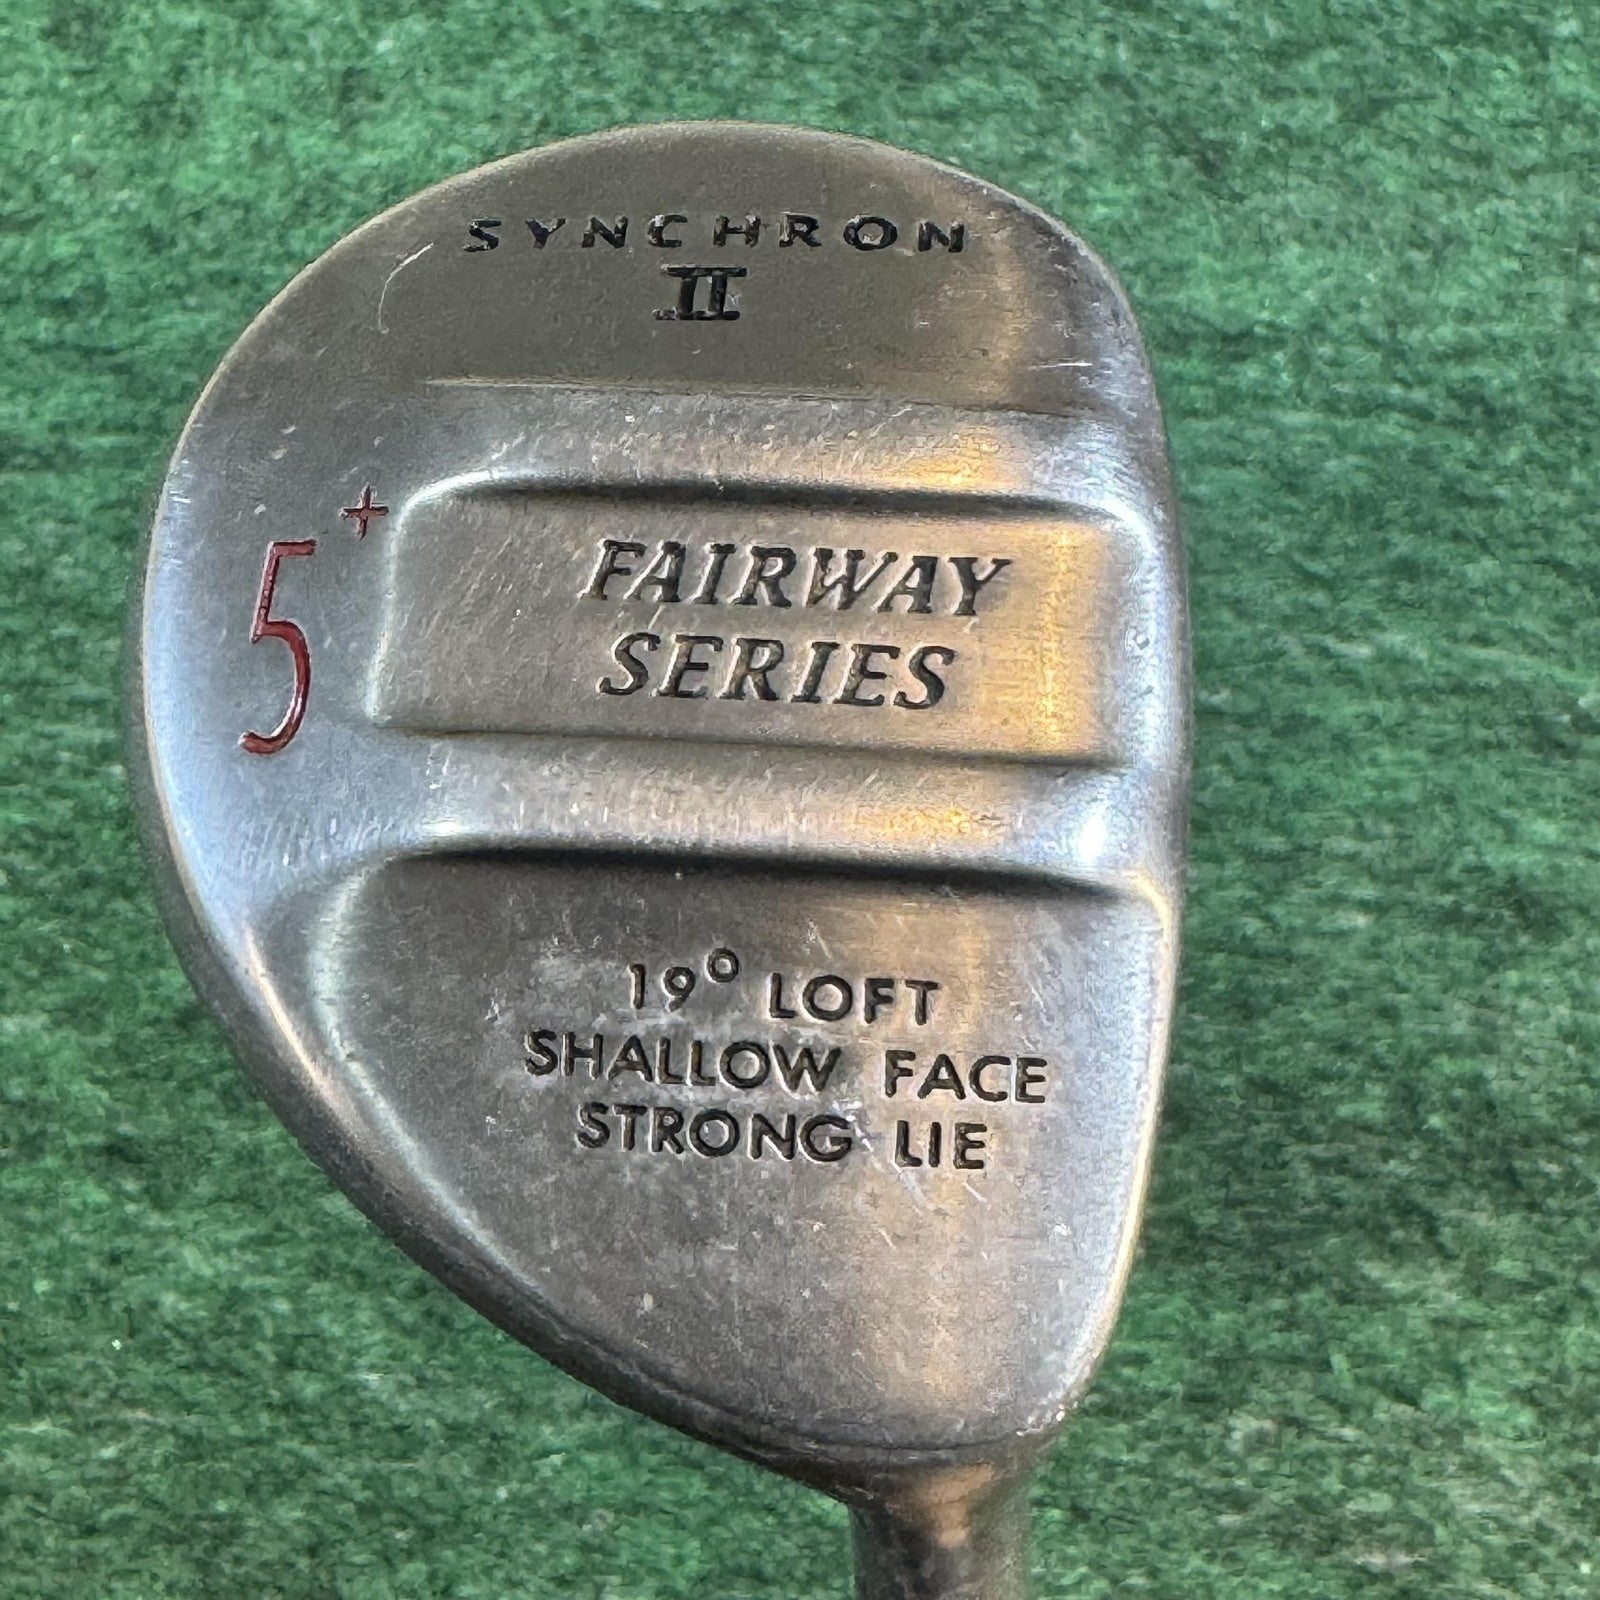 SYNCHRON
II
5+
FAIRWAY
SERIES
19° LOFT
SHALLOW FACE
STRONG LIE